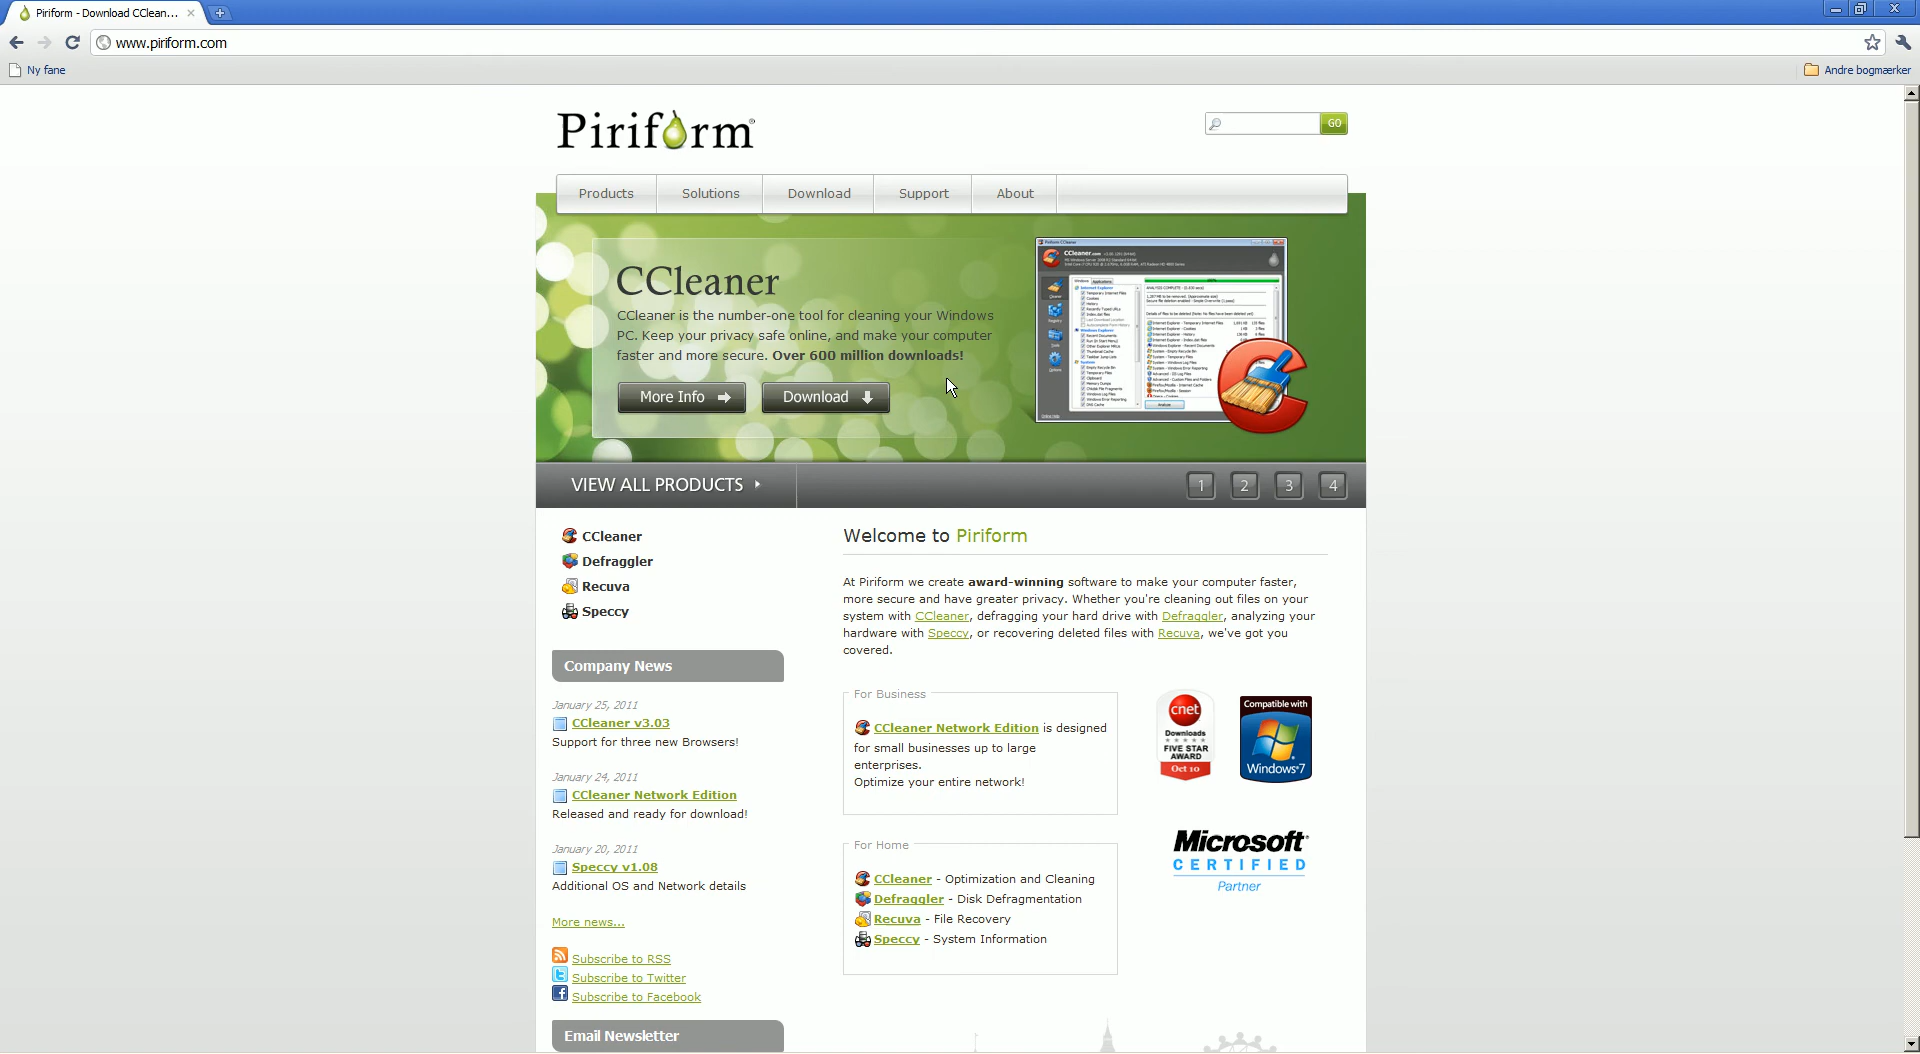 Piriform - Download CClean...
www.piriform.com
Ny fane
Andre bogmærker
Piriform
GO
Products
Solutions
Download
Support
About
CCleaner
CCleaner is the number-one tool for cleaning your Windows
PC. Keep your privacy safe online, and make your computer
faster and more secure. Over 600 million downloads!
More Info
Download
VIEW ALL PRODUCTS
1
2
3
4
CCleaner
Defraggler
Recuva
Speccy
Company News
January 25, 2011
CCleaner v3.03
Support for three new Browsers!
January 24, 2011
CCleaner Network Edition
Released and ready for download!
January 20, 2011
Speccy v1.08
Additional OS and Network details
More news...
Subscribe to RSS
Subscribe to Twitter
Subscribe to Facebook
Email Newsletter
Welcome to Piriform
At Piriform we create award-winning software to make your computer faster,
more secure and have greater privacy. Whether you're cleaning out files on your
system with CCleaner, defragging your hard drive with Defraggler, analyzing your
hardware with Speccy, or recovering deleted files with Recuva, we've got you
covered.
For Business
CCleaner Network Edition is designed
for small businesses up to large
enterprises.
Optimize your entire network!
For Home
CCleaner - Optimization and Cleaning
Defraggler - Disk Defragmentation
Recuva - File Recovery
Speccy - System Information
cnet
Downloads
FIVE STAR
AWARD
Oct 10
Compatible with
Windows 7
Microsoft
CERTIFIED
Partner